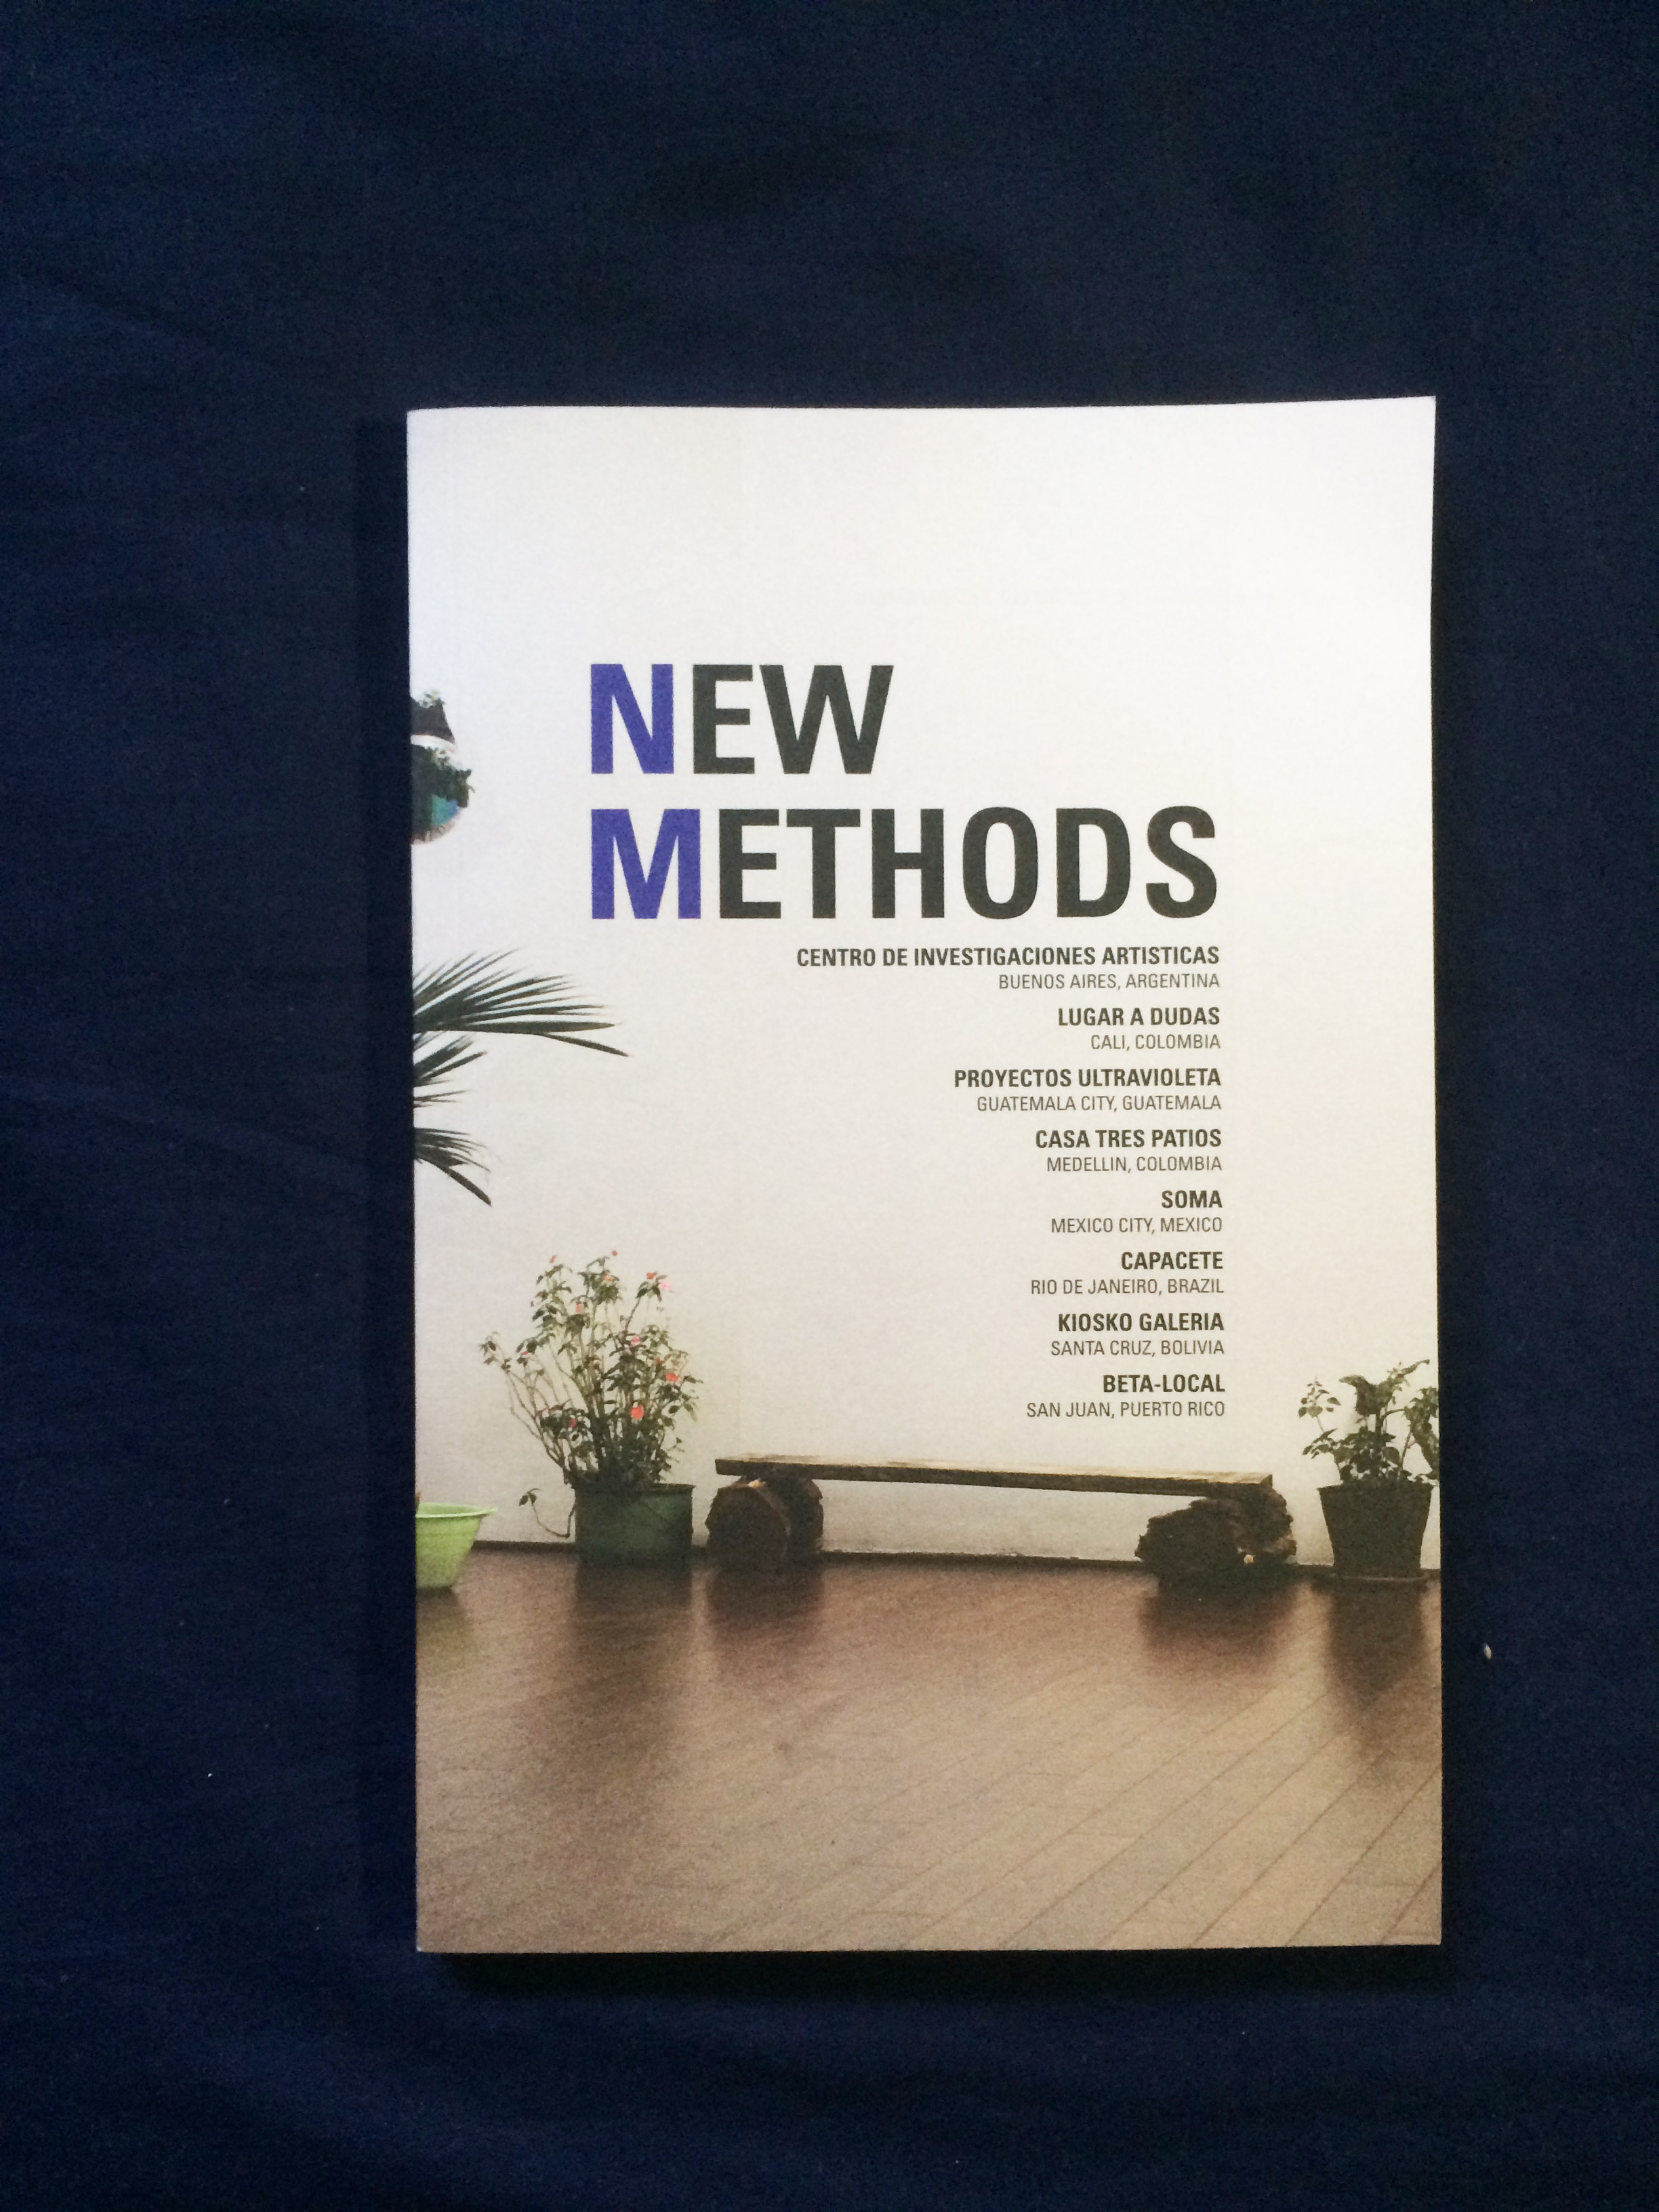 NEW
METHODS
CENTRO DE INVESTIGACIONES ARTISTICAS
BUENOS AIRES, ARGENTINA
LUGAR A DUDAS
CALI, COLOMBIA
PROYECTOS ULTRAVIOLETA
GUATEMALA CITY, GUATEMALA
CASA TRES PATIOS
MEDELLIN, COLOMBIA
SOMA
MEXICO CITY, MEXICO
CAPACETE
RIO DE JANEIRO, BRAZIL
KIOSKO GALERIA
SANTA CRUZ, BOLIVIA
BETA-LOCAL
SAN JUAN, PUERTO RICO